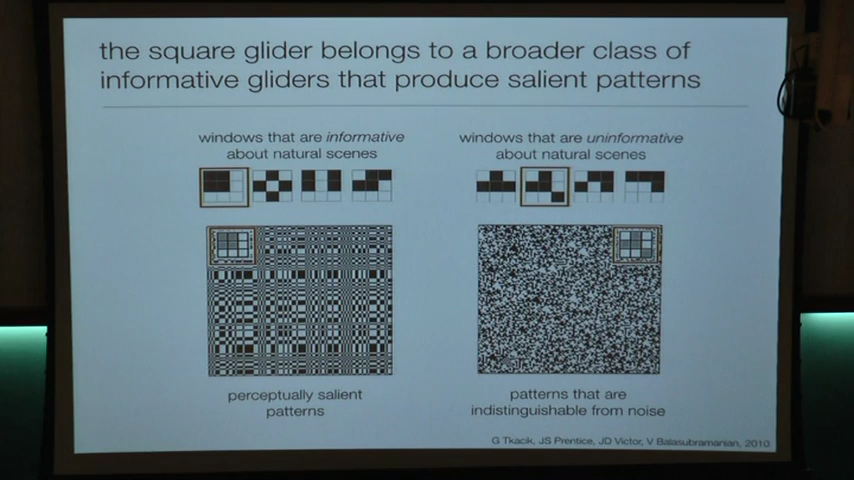 the square glider belongs to a broader class of
informative gliders that produce salient patterns
windows that are informative
about natural scenes
windows that are uninformative
about natural scenes
perceptually salient
patterns
patterns that are
indistinguishable from noise
G Tkacik, JS Prentice, JD Victor, V Balasubramanian, 2010